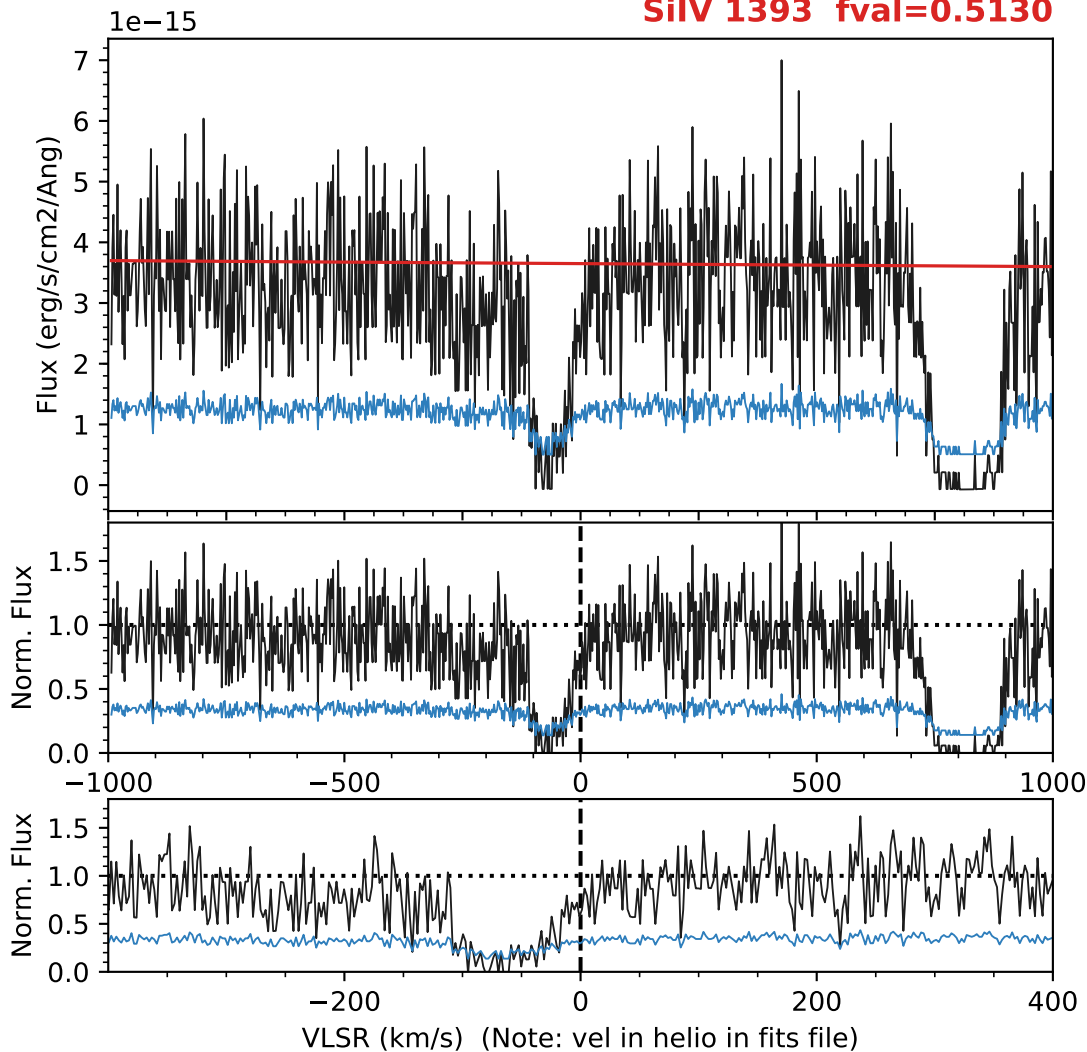 1e−15
SiIV 1393 fval=0.5130
Flux (erg/s/cm2/Ang)
7
6
5
4
3
2
1
0
Norm. Flux
1.5
1.0
0.5
0.0
−1000 −500 0 500 1000
Norm. Flux
1.5
1.0
0.5
0.0
−200 0 200 400
VLSR (km/s) (Note: vel in helio in fits file)